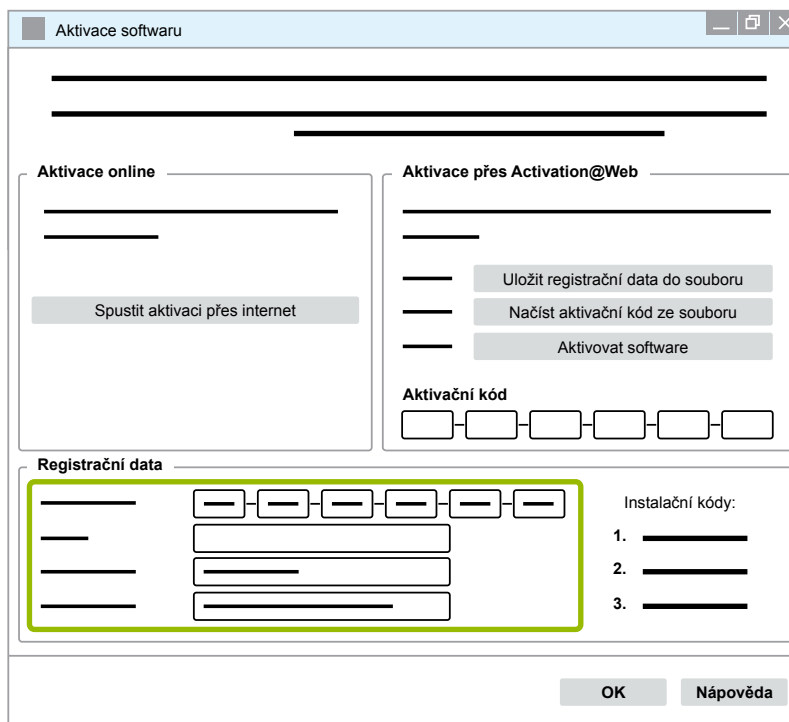 Aktivace softwaru
Aktivace online
Spustit aktivaci přes internet
Aktivace přes Activation@Web
Uložit registrační data do souboru
Načíst aktivační kód ze souboru
Aktivovat software
Aktivační kód
Registrační data
Instalační kódy:
1.
2.
3.
OK
Nápověda